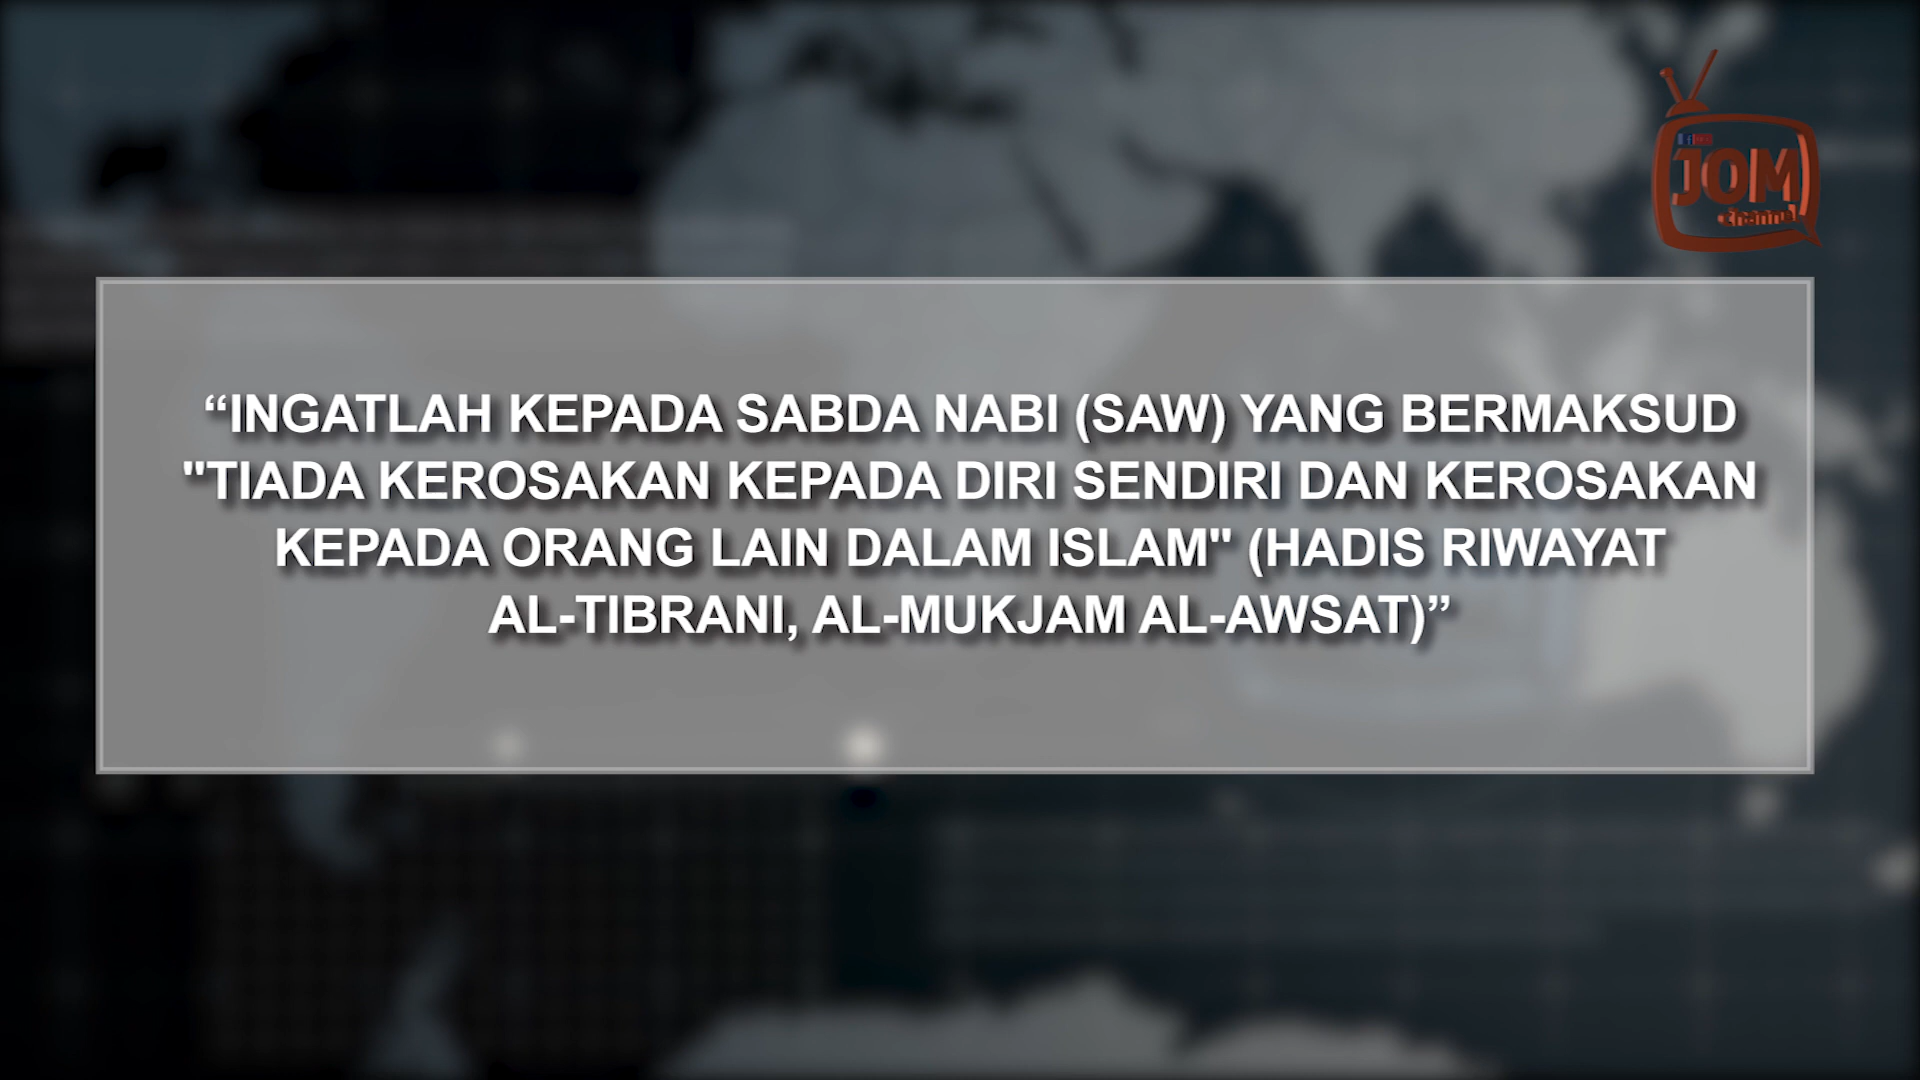 JOM
channel
“INGATLAH KEPADA SABDA NABI (SAW) YANG BERMAKSUD
"TIADA KEROSAKAN KEPADA DIRI SENDIRI DAN KEROSAKAN
KEPADA ORANG LAIN DALAM ISLAM" (HADIS RIWAYAT
AL-TIBRANI, AL-MUKJAM AL-AWSAT)”